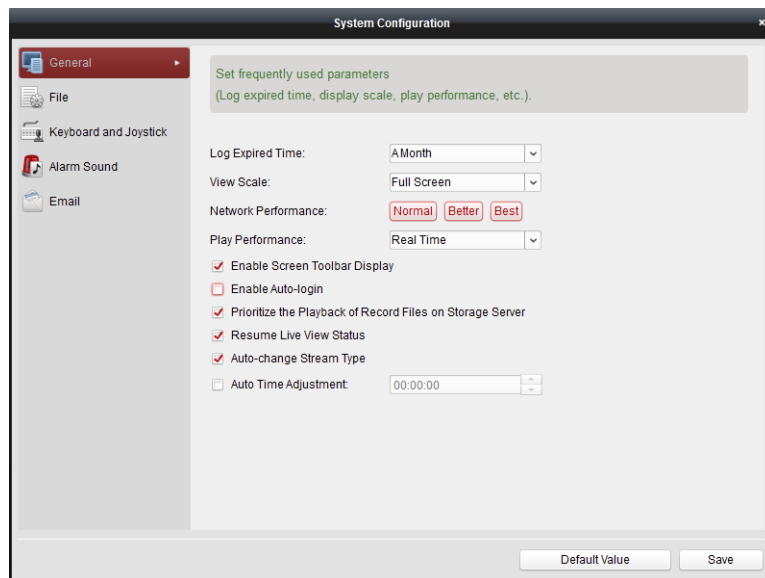 System Configuration
General
File
Keyboard and Joystick
Alarm Sound
Email
Set frequently used parameters
(Log expired time, display scale, play performance, etc.).
Log Expired Time: A Month
View Scale: Full Screen
Network Performance: Normal Better Best
Play Performance: Real Time
Enable Screen Toolbar Display
Enable Auto-login
Prioritize the Playback of Record Files on Storage Server
Resume Live View Status
Auto-change Stream Type
Auto Time Adjustment: 00:00:00
Default Value Save